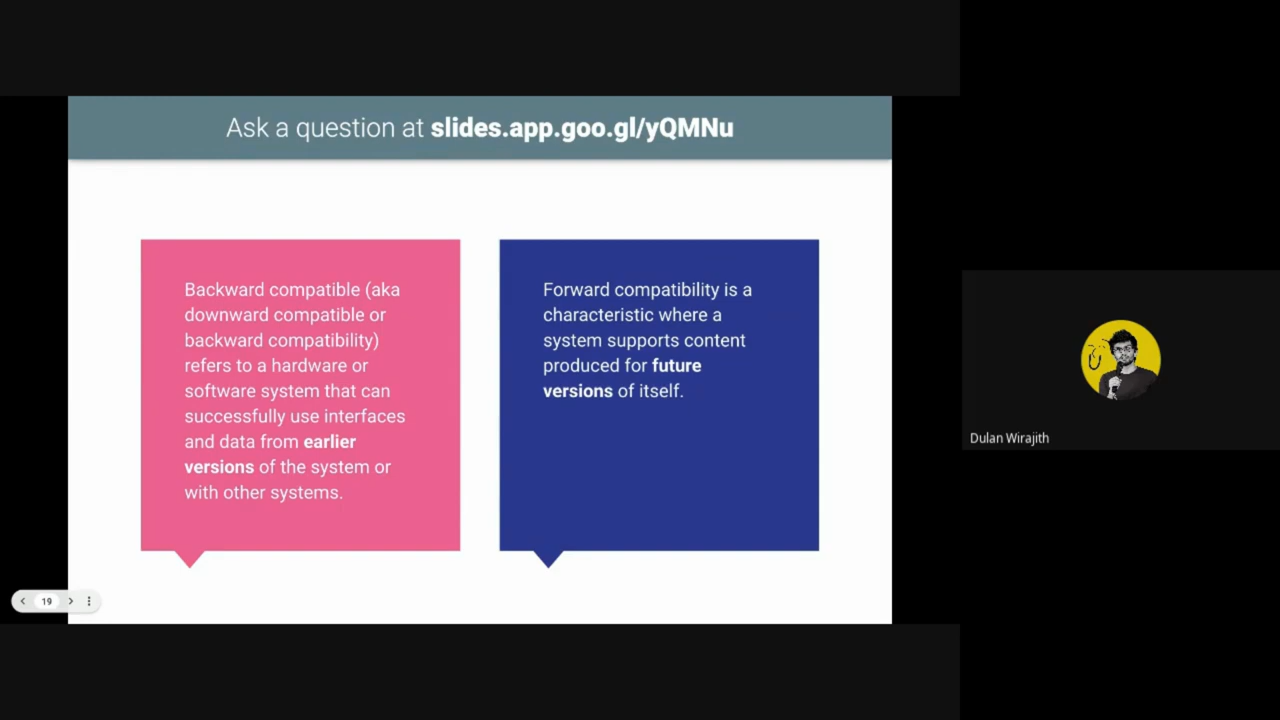 Ask a question at slides.app.goo.gl/yQMNu
Backward compatible (aka
downward compatible or
backward compatibility)
refers to a hardware or
software system that can
successfully use interfaces
and data from earlier
versions of the system or
with other systems.
Forward compatibility is a
characteristic where a
system supports content
produced for future
versions of itself.
Dulan Wirajith
19